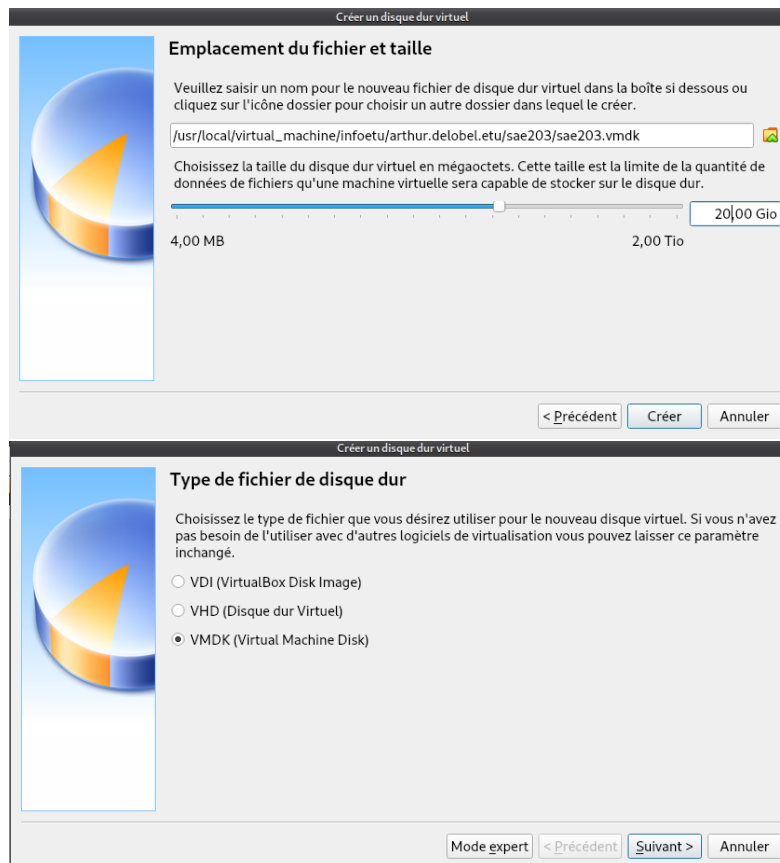 Créer un disque dur virtuel
Emplacement du fichier et taille
Veuillez saisir un nom pour le nouveau fichier de disque dur virtuel dans la boîte si dessous ou
cliquez sur l'icône dossier pour choisir un autre dossier dans lequel le créer.
/usr/local/virtual_machine/infoetu/arthur.delobel.etu/sae203/sae203.vmdk
Choisissez la taille du disque dur virtuel en mégaoctets. Cette taille est la limite de la quantité de
données de fichiers qu'une machine virtuelle sera capable de stocker sur le disque dur.
20,00 Gio
4,00 MB 2,00 Tio
< Précédent Créer Annuler
Créer un disque dur virtuel
Type de fichier de disque dur
Choisissez le type de fichier que vous désirez utiliser pour le nouveau disque virtuel. Si vous n'avez
pas besoin de l'utiliser avec d'autres logiciels de virtualisation vous pouvez laisser ce paramètre
inchangé.
VDI (VirtualBox Disk Image)
VHD (Disque dur Virtuel)
VMDK (Virtual Machine Disk)
Mode expert < Précédent Suivant > Annuler